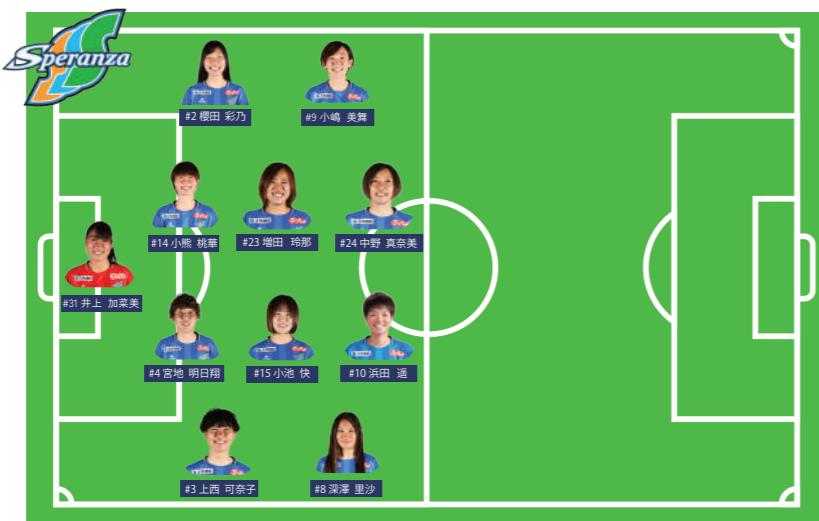 Speranza
#2 櫻田 彩乃
#9 小嶋 美舞
#14 小熊 桃華
#23 増田 玲那
#24 中野 真奈美
#31 井上 加菜美
#4 宮地 明日翔
#15 小池 快
#10 浜田 遥
#3 上西 可奈子
#8 深澤 里沙